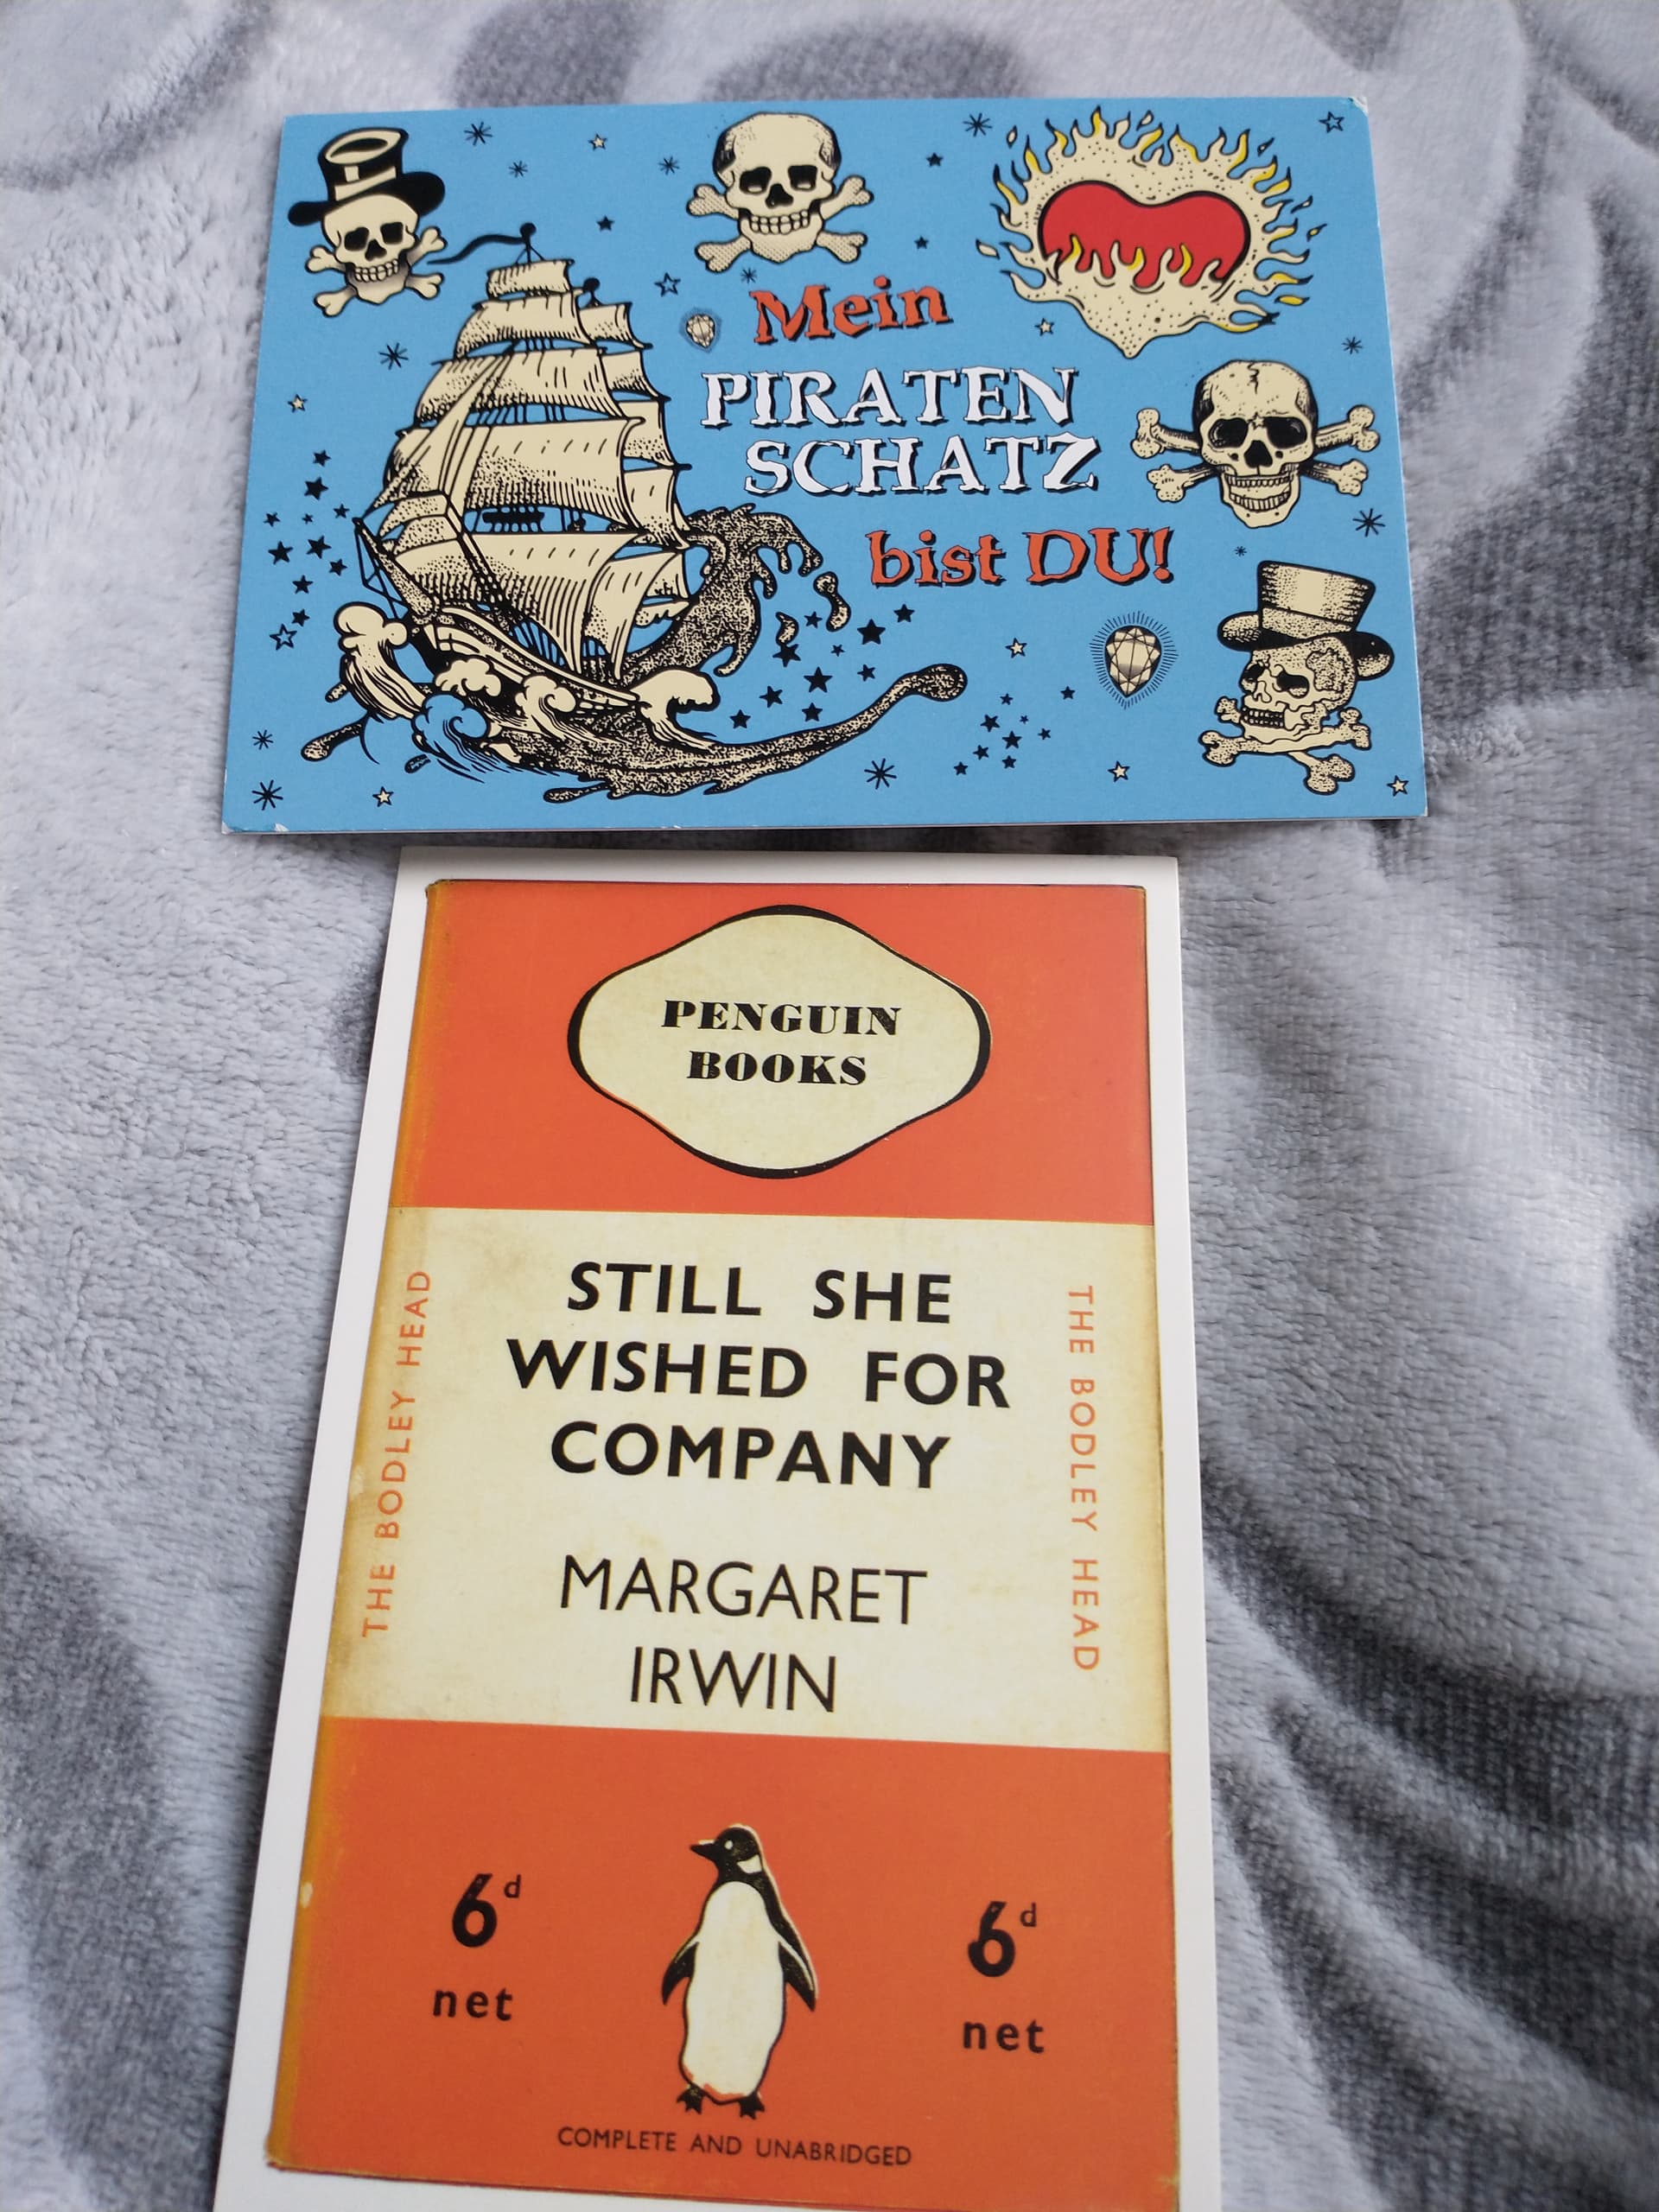 Mein
PIRATEN
SCHATZ
bist DU!
PENGUIN
BOOKS
STILL SHE
WISHED FOR
COMPANY
MARGARET
IRWIN
THE BODLEY HEAD
THE BODLEY HEAD
6d
net
6d
net
COMPLETE AND UNABRIDGED